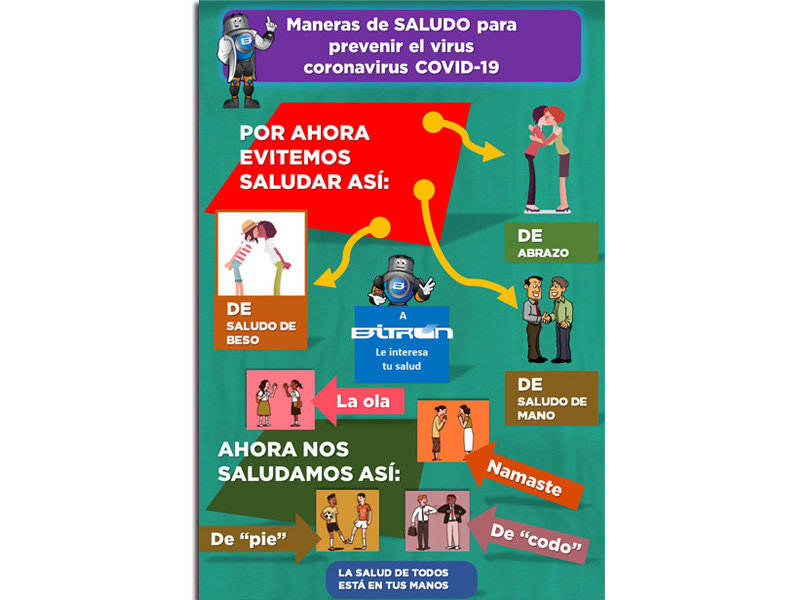 Maneras de SALUDO para
prevenir el virus
coronavirus COVID-19
B
POR AHORA
EVITEMOS
SALUDAR ASÍ:
DE
ABRAZO
DE
SALUDO DE
BESO
B
A
BITRON
Le interesa
tu salud
DE
SALUDO DE
MANO
La ola
AHORA NOS
SALUDAMOS ASÍ:
Namaste
De “pie”
De “codo”
LA SALUD DE TODOS
ESTÁ EN TUS MANOS